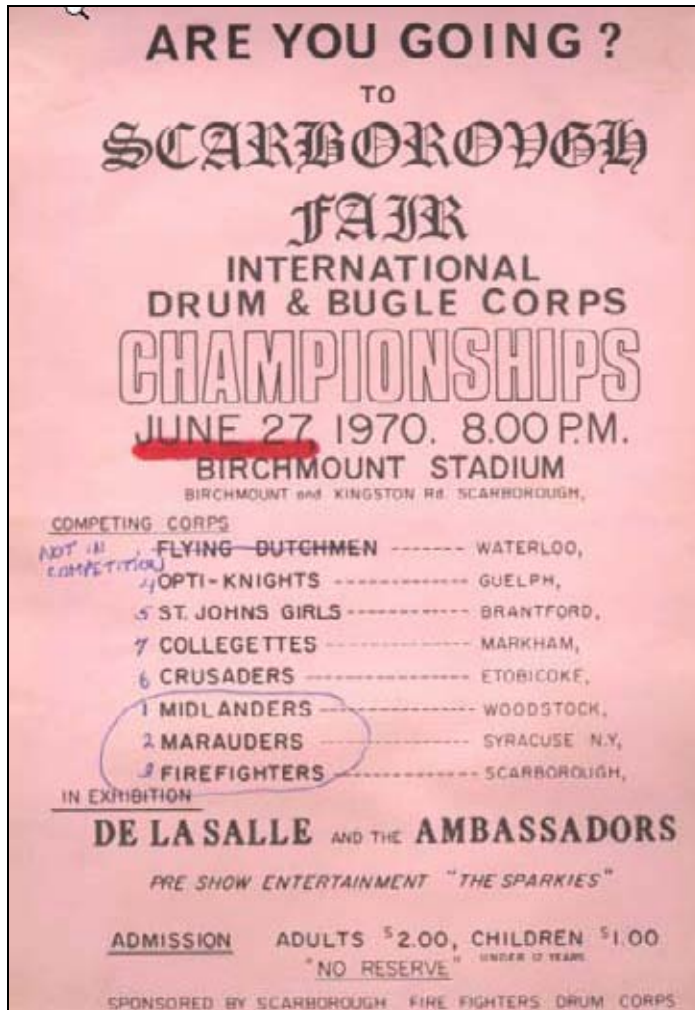 ARE YOU GOING?
TO
SCARBOROUGH
FAIR
INTERNATIONAL
DRUM & BUGLE CORPS
CHAMPIONSHIPS
JUNE 27, 1970. 8.00 P.M.
BIRCHMOUNT STADIUM
BIRCHMOUNT and KINGSTON Rd. SCARBOROUGH,
COMPETING CORPS
NOT IN COMPETITION FLYING DUTCHMEN ------- WATERLOO,
4 OPTI-KNIGHTS ------------ GUELPH,
5 ST. JOHNS GIRLS ----------- BRANTFORD,
7 COLLEGETTES -------------- MARKHAM,
6 CRUSADERS --------------- ETOBICOKE,
1 MIDLANDERS -------------- WOODSTOCK,
2 MARAUDERS -------------- SYRACUSE N.Y,
3 FIREFIGHTERS ------------- SCARBOROUGH,
IN EXHIBITION
DE LA SALLE AND THE AMBASSADORS
PRE SHOW ENTERTAINMENT "THE SPARKIES"
ADMISSION ADULTS $2.00, CHILDREN $1.00
"NO RESERVE" UNDER 12 YEARS
SPONSORED BY SCARBOROUGH FIRE FIGHTERS DRUM CORPS